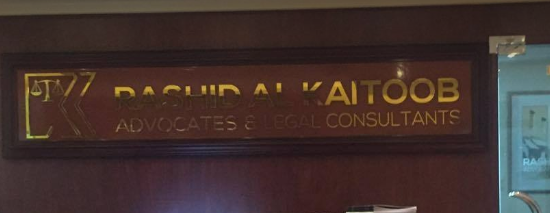 RASHID AL KAITOOB
ADVOCATES & LEGAL CONSULTANTS